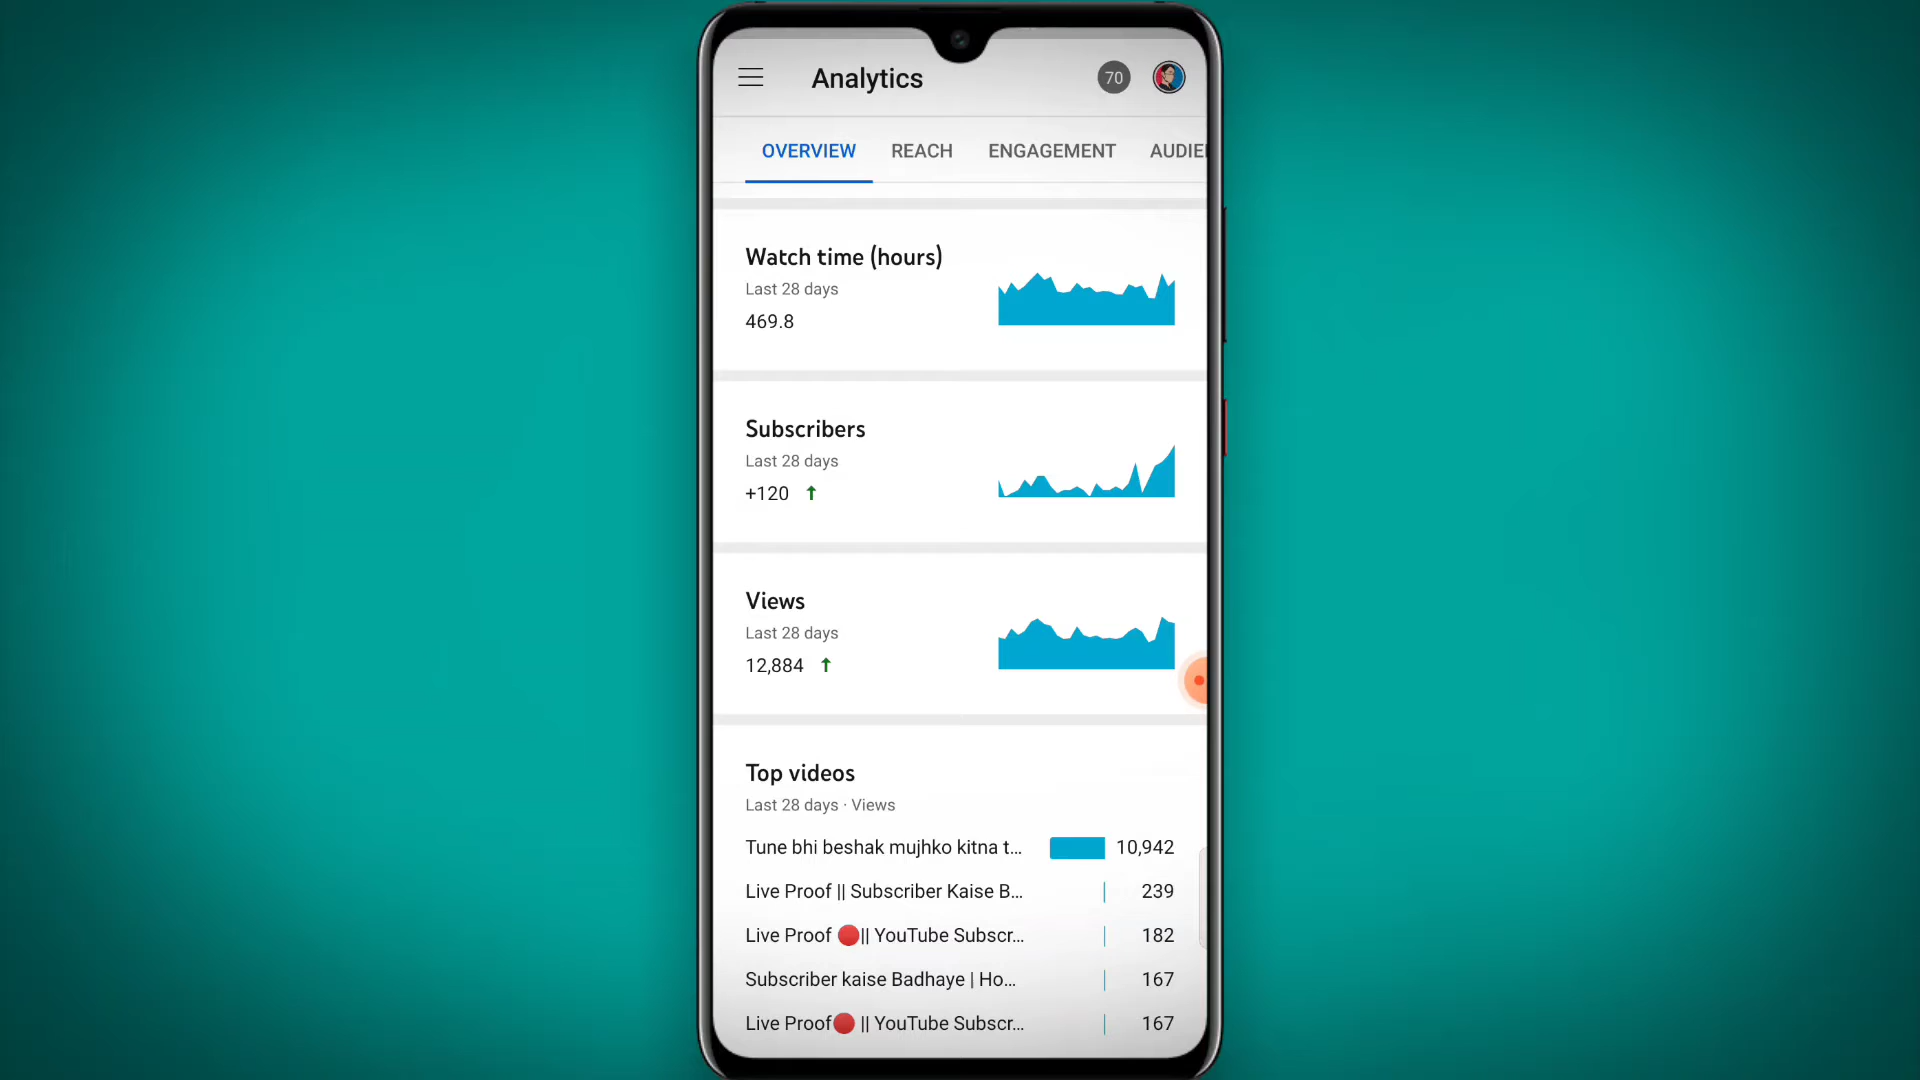 Analytics
70
OVERVIEW REACH ENGAGEMENT AUDIE
Watch time (hours)
Last 28 days
469.8
Subscribers
Last 28 days
+120
Views
Last 28 days
12,884
Top videos
Last 28 days · Views
Tune bhi beshak mujhko kitna t... 10,942
Live Proof || Subscriber Kaise B... 239
Live Proof 🔴|| YouTube Subscr... 182
Subscriber kaise Badhaye | Ho... 167
Live Proof🔴 || YouTube Subscr... 167